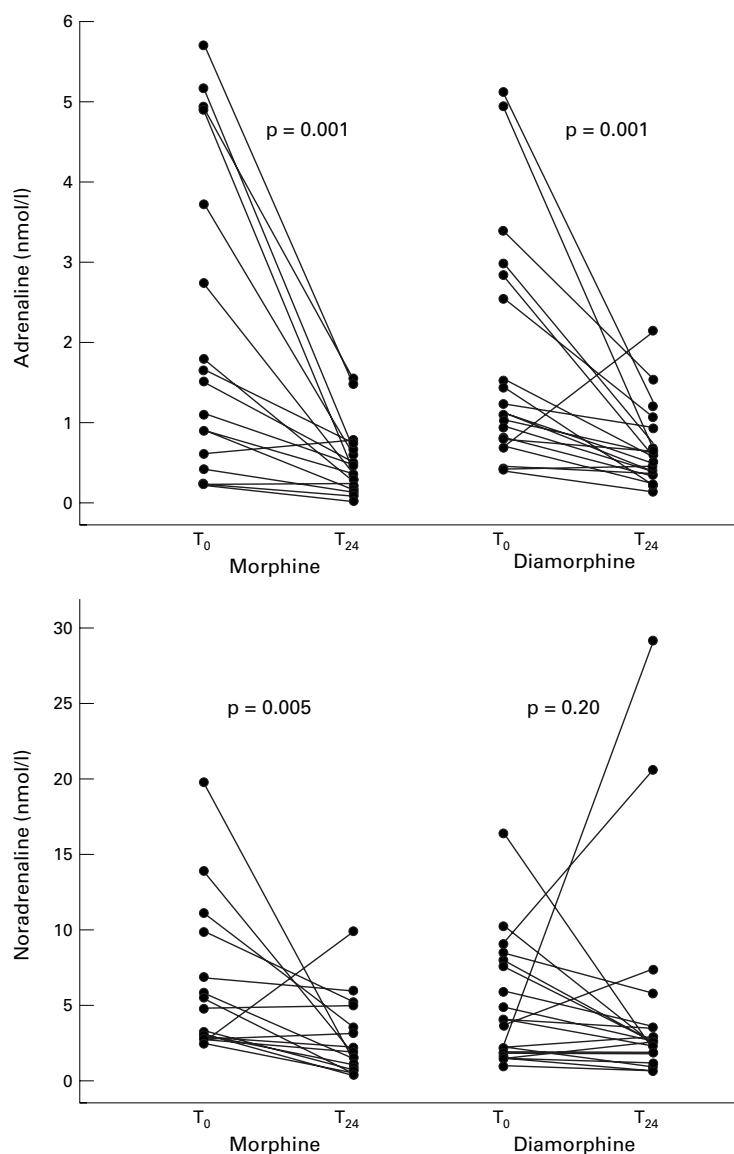 6
5
p = 0.001
p = 0.001
4
Adrenaline (nmol/l)
3
2
1
0
T₀
T₂₄
T₀
T₂₄
Morphine
Diamorphine
30
p = 0.005
p = 0.20
25
20
Noradrenaline (nmol/l)
15
10
5
0
T₀
T₂₄
T₀
T₂₄
Morphine
Diamorphine